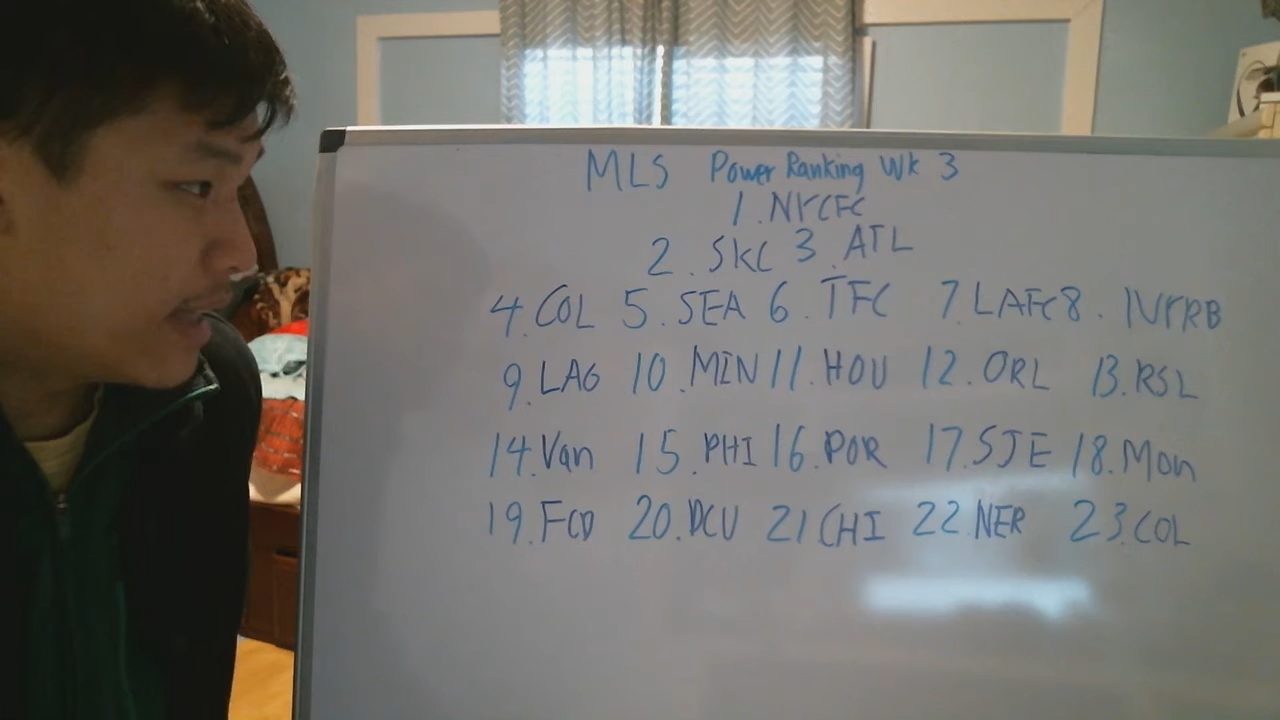 MLS Power Ranking Wk 3
1. NYCFC
2. SKC 3. ATL
4. COL 5. SEA 6. TFC 7. LAFC 8. NYRB
9. LAG 10. MIN 11. HOU 12. ORL 13. RSL
14. Van 15. PHI 16. POR 17. SJE 18. Mon
19. FCD 20. DCU 21 CHI 22 NER 23. COL